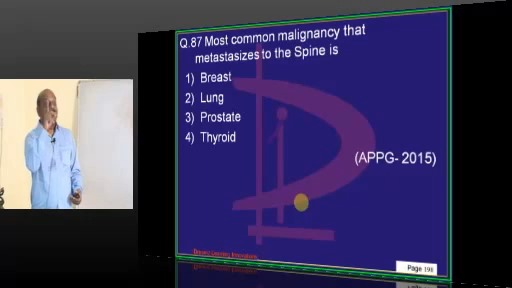 Q.87 Most common malignancy that
metastasizes to the Spine is
1) Breast
2) Lung
3) Prostate
4) Thyroid
(APPG- 2015)
Page 198